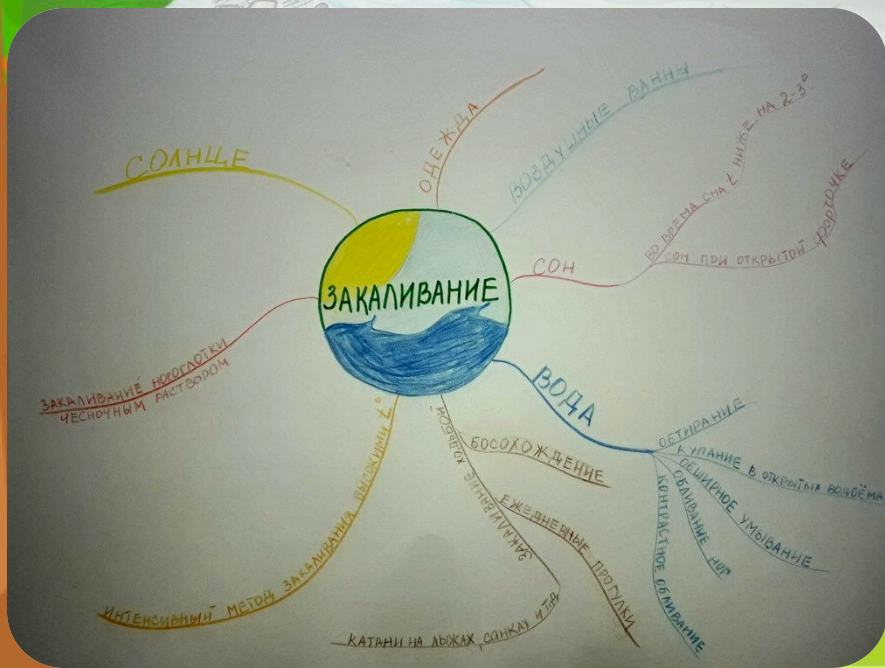 ЗАКАЛИВАНИЕ
ОДЕЖДА
ВОЗДУШНЫЕ ВАННЫ
СОН
ВО ВРЕМЯ СНА t НИЖЕ НА 2-3°
СОН ПРИ ОТКРЫТОЙ ФОРТОЧКЕ
ВОДА
ОБТИРАНИЕ
КУПАНИЕ В ОТКРЫТЫХ ВОДОЁМА
ОБШИРНОЕ УМЫВАНИЕ
ОБЛИВАНИЕ НОГ
КОНТРАСТНОЕ ОБЛИВАНИЕ
ЗАКАЛИВАНИЕ ХОДЬБОЙ
БОСОХОЖДЕНИЕ
ЕЖЕДНЕВНЫЕ ПРОГУЛКИ
КАТАНИ НА ЛЫЖАХ, САНКАХ И Т.Д
ИНТЕНСИВНЫЙ МЕТОД ЗАКАЛИВАНИЯ ВЫСОКИМИ t°
ЗАКАЛИВАНИЕ НОСОГЛОТКИ
ЧЕСНОЧНЫМ РАСТВОРОМ
СОЛНЦЕ